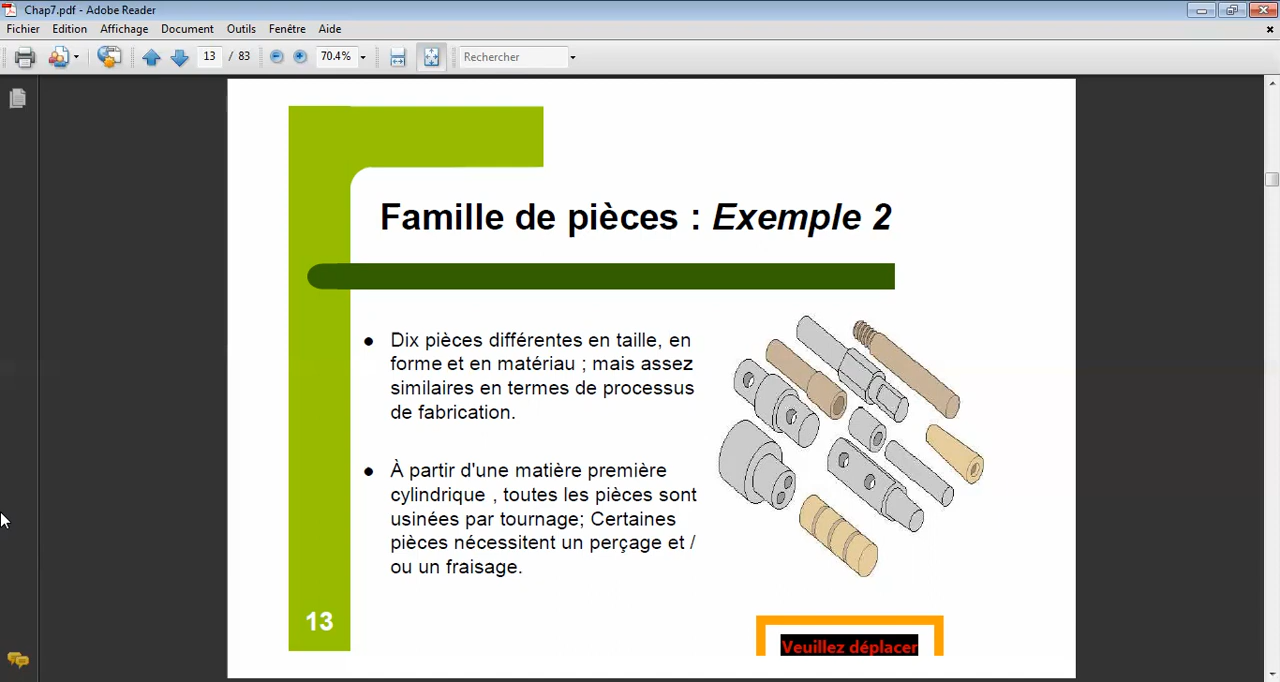 Chap7.pdf - Adobe Reader
Fichier Edition Affichage Document Outils Fenêtre Aide
13 / 83 70.4% Rechercher
Famille de pièces : Exemple 2
● Dix pièces différentes en taille, en
forme et en matériau ; mais assez
similaires en termes de processus
de fabrication.
● À partir d'une matière première
cylindrique , toutes les pièces sont
usinées par tournage; Certaines
pièces nécessitent un perçage et /
ou un fraisage.
13
Veuillez déplacer